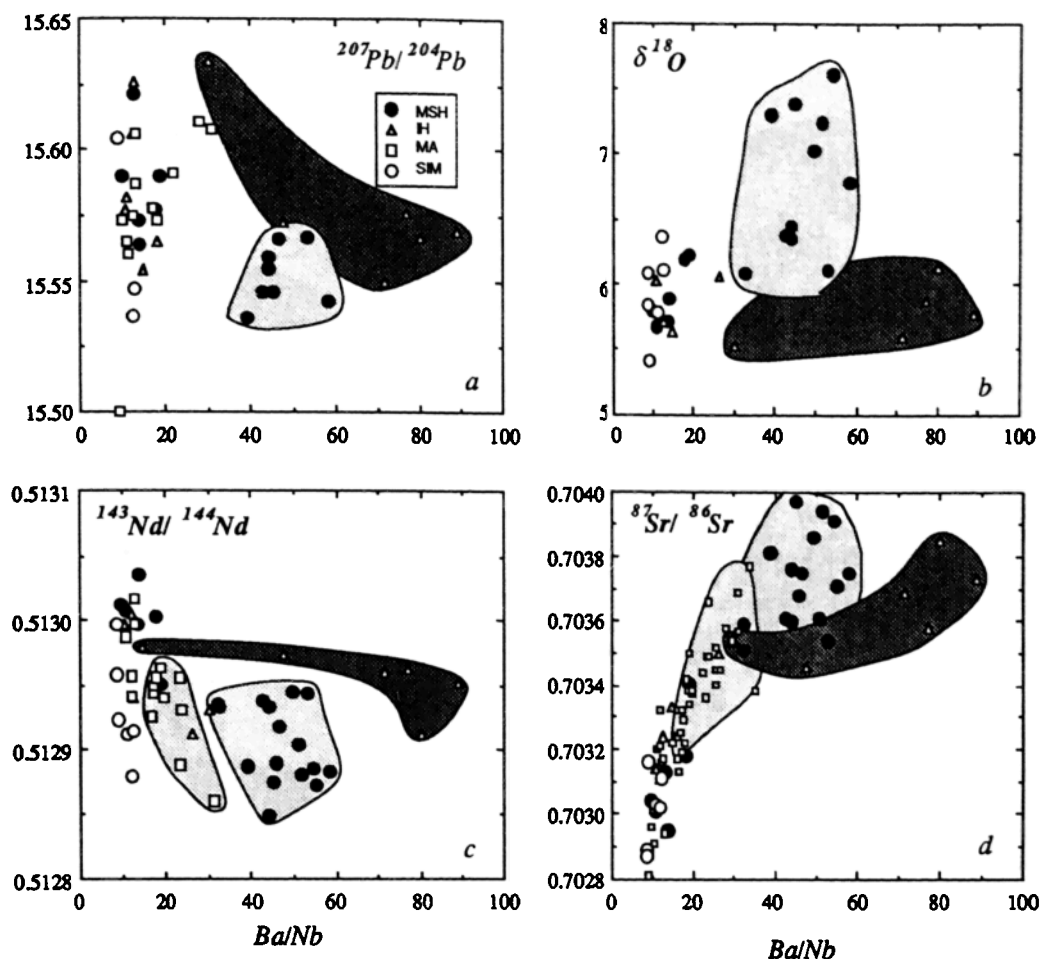 15.65
15.60
15.55
15.50
207Pb/ 204Pb
MSH
IH
MA
SIM
a
0 20 40 60 80 100
8
7
6
5
δ18O
b
0 20 40 60 80 100
0.5131
0.5130
0.5129
0.5128
143Nd/ 144Nd
c
0 20 40 60 80 100
Ba/Nb
0.7040
0.7038
0.7036
0.7034
0.7032
0.7030
0.7028
87Sr/ 86Sr
d
0 20 40 60 80 100
Ba/Nb